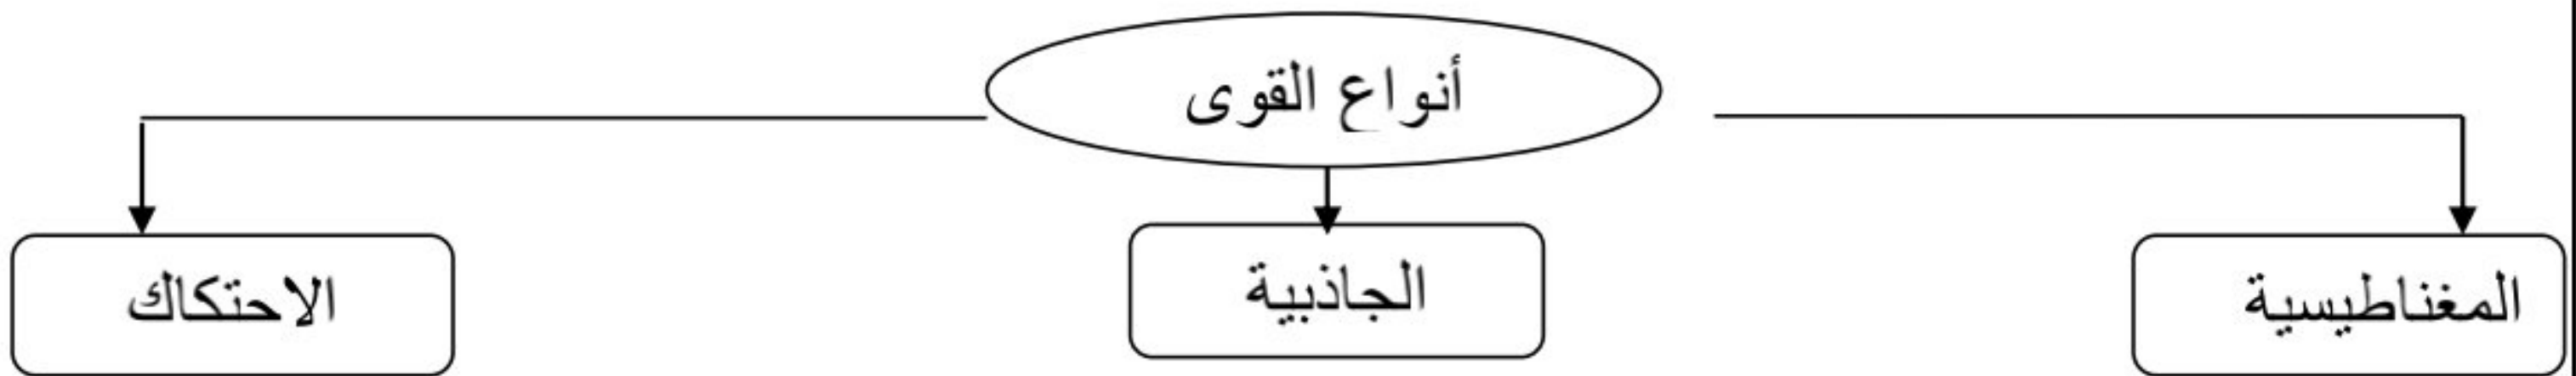 أنواع القوى
المغناطيسية
الجاذبية
الاحتكاك